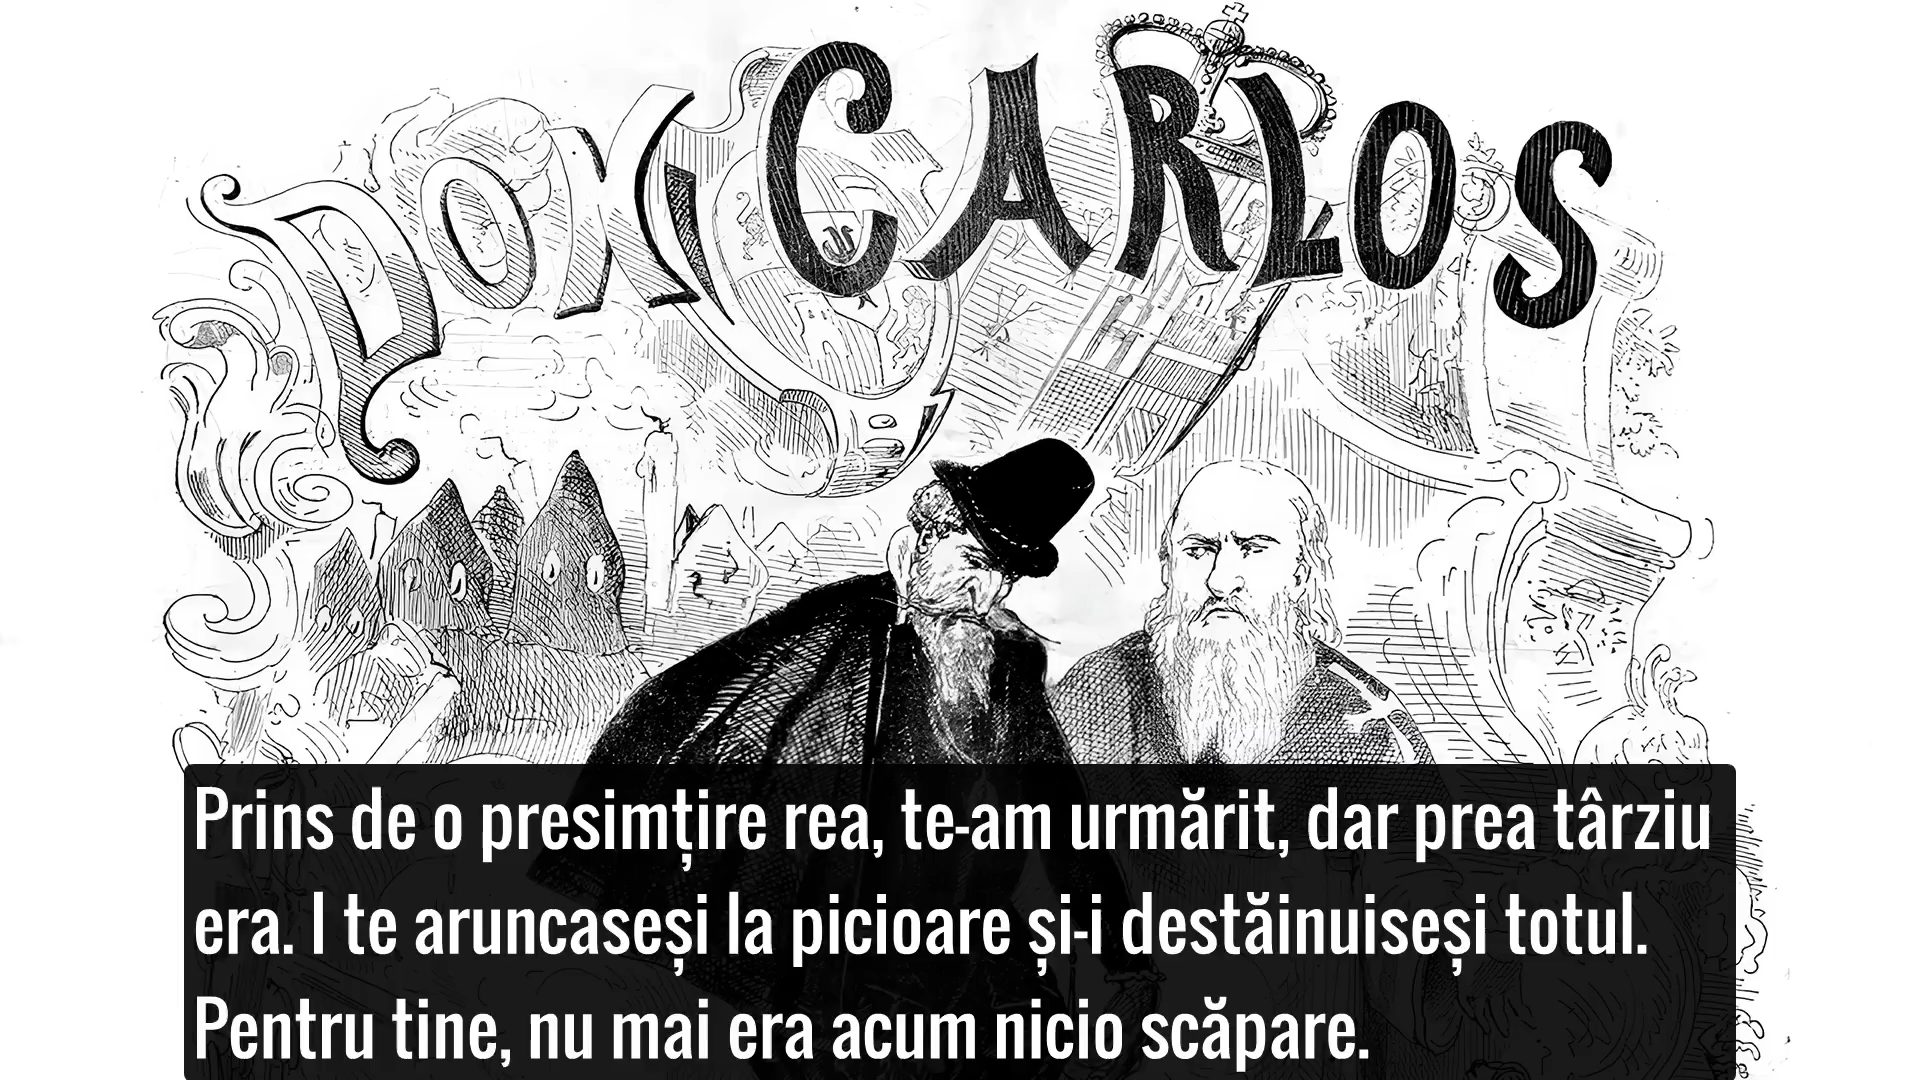 DON CARLOS
Prins de o presimțire rea, te-am urmărit, dar prea târziu
era. I te aruncaseși la picioare și-i destăinuiseși totul.
Pentru tine, nu mai era acum nicio scăpare.